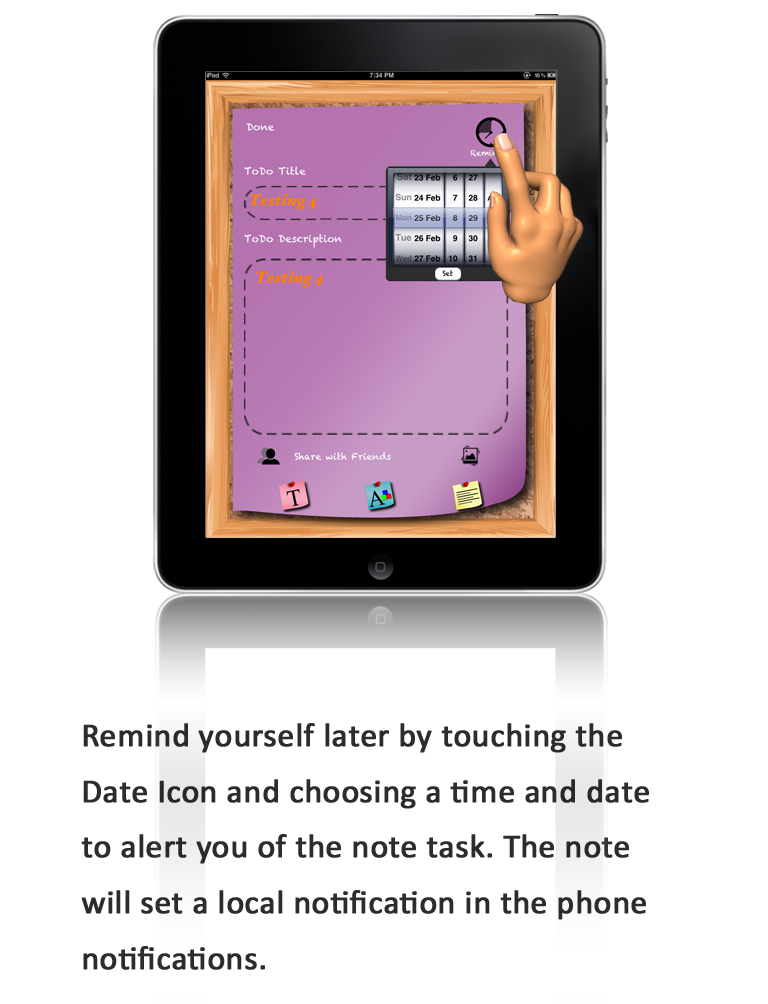 iPad 7:34 PM 16%
Done
ToDo Title
Testing 4
ToDo Description
Testing 4
Sat 23 Feb 6 27
Sun 24 Feb 7 28
Mon 25 Feb 8 29
Tue 26 Feb 9 30
Wed 27 Feb 10 31
Set
Share with Friends
T
A
Remind yourself later by touching the
Date Icon and choosing a time and date
to alert you of the note task. The note
will set a local notification in the phone
notifications.